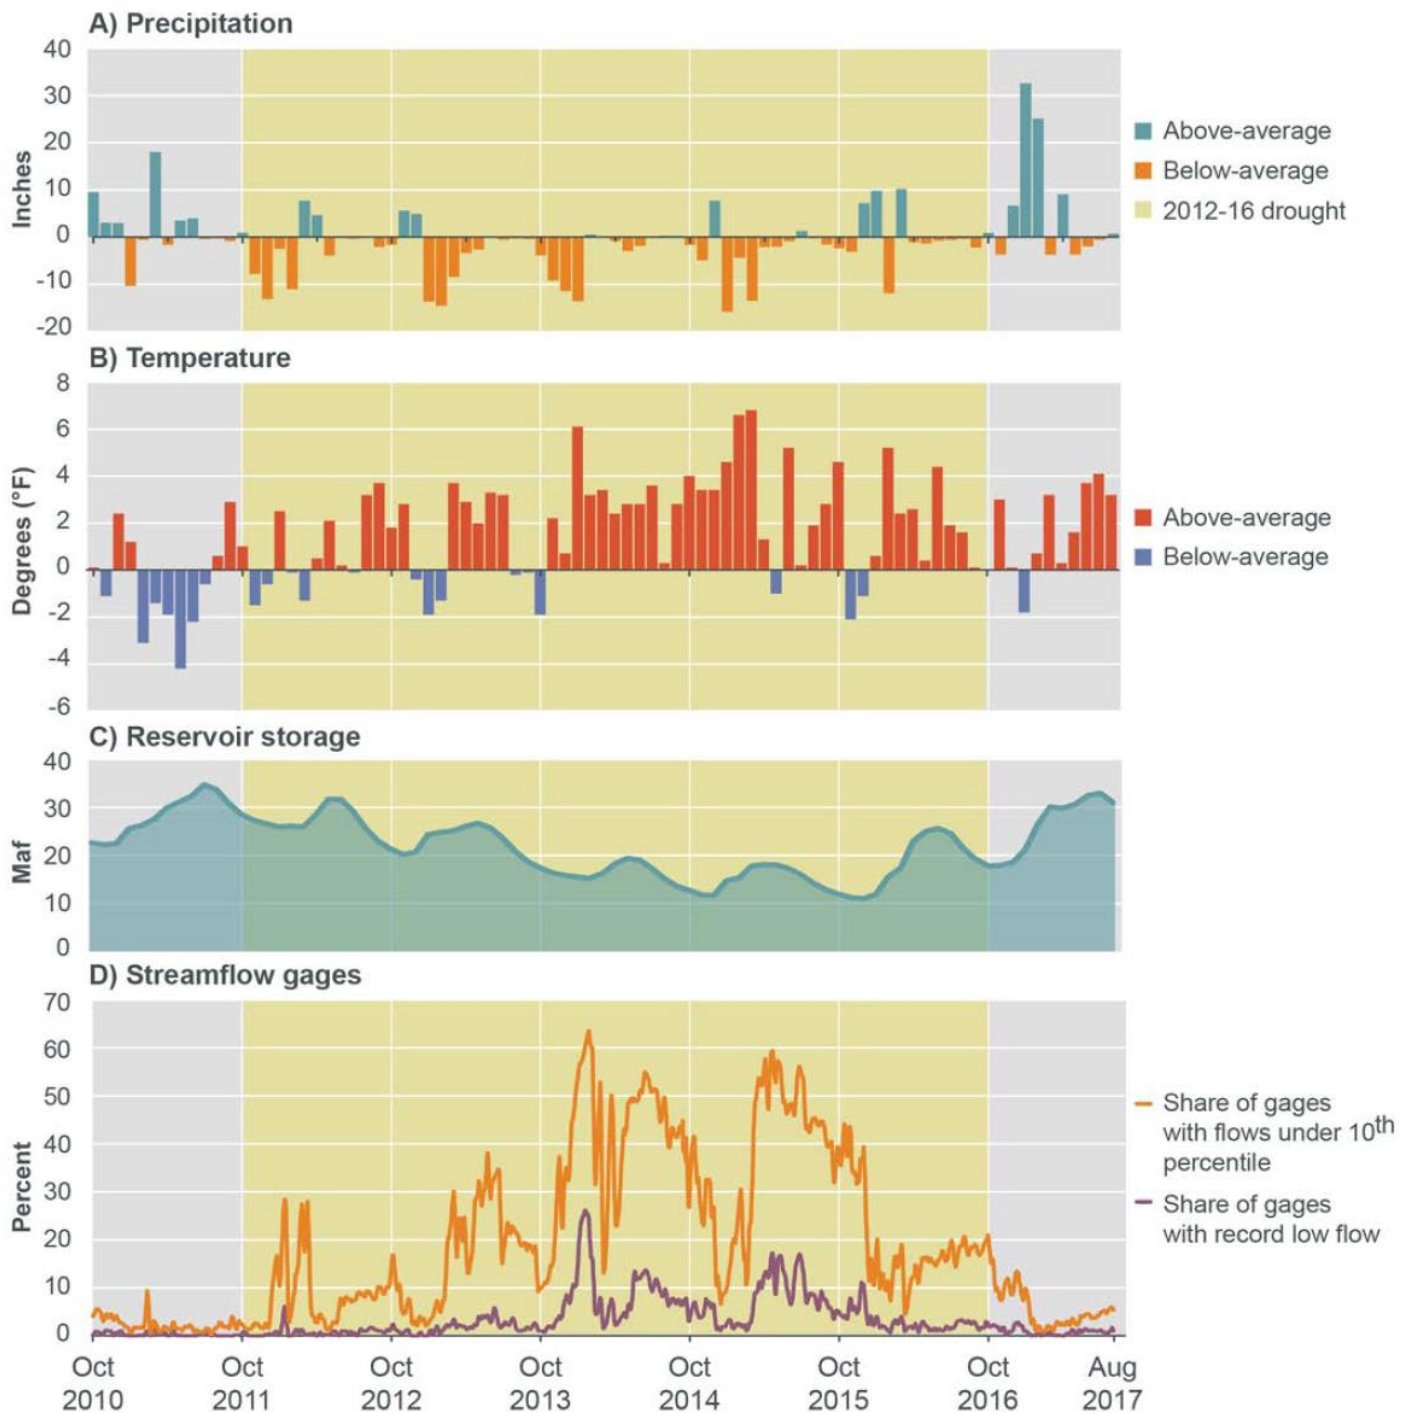 A) Precipitation
40
30
20
10
0
-10
-20
Inches
Above-average
Below-average
2012-16 drought
B) Temperature
8
6
4
2
0
-2
-4
-6
Degrees (°F)
Above-average
Below-average
C) Reservoir storage
40
30
20
10
0
Maf
D) Streamflow gages
70
60
50
40
30
20
10
0
Percent
Share of gages
with flows under 10th
percentile
Share of gages
with record low flow
Oct Oct Oct Oct Oct Oct Oct Aug
2010 2011 2012 2013 2014 2015 2016 2017